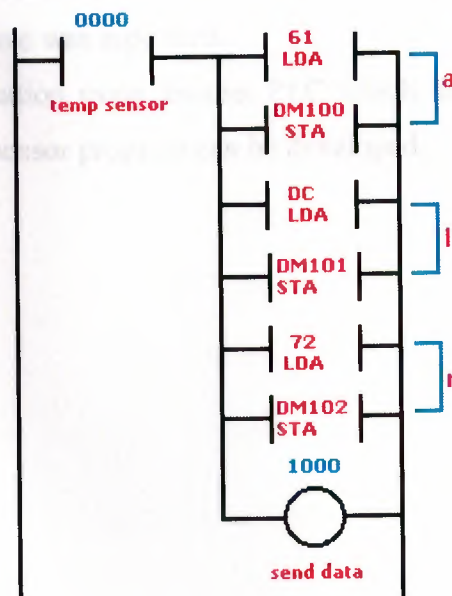 0000
temp sensor
61
LDA
a
DM100
STA
DC
LDA
l
DM101
STA
72
LDA
r
DM102
STA
1000
send data